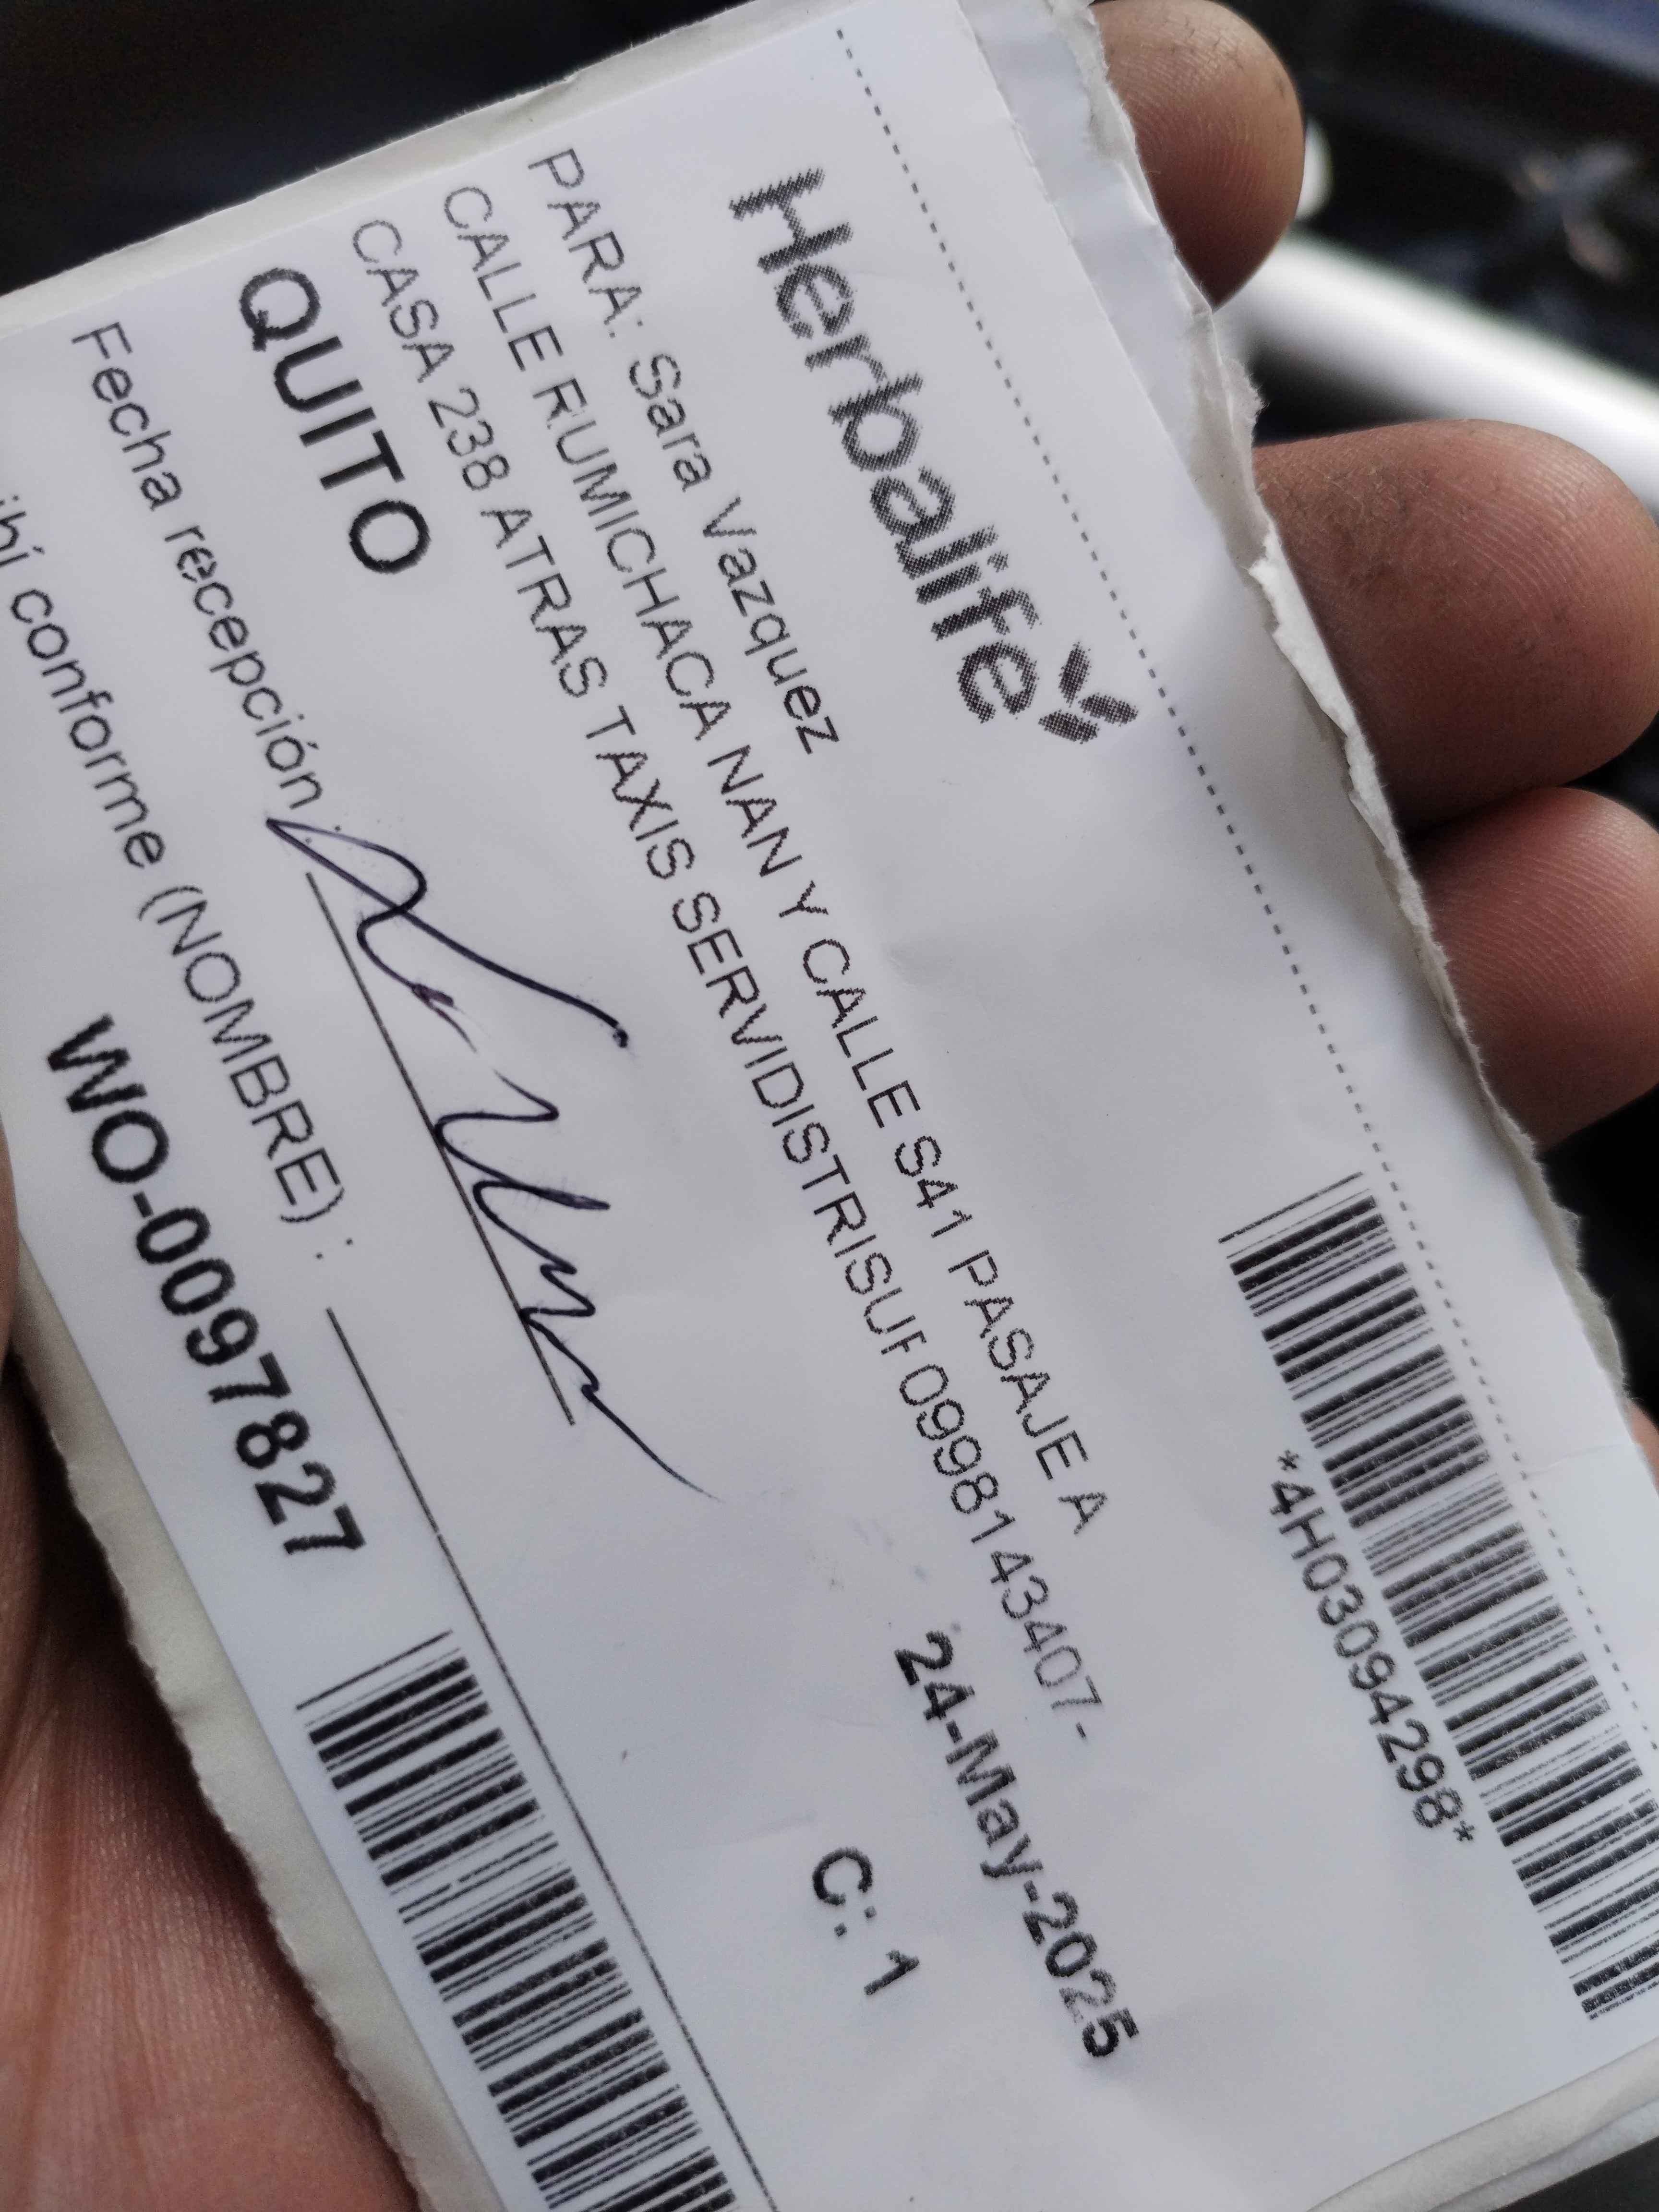 *4H03094298*
Herbalife
PARA: Sara Vazquez
CALLE RUMICHACA NAN Y CALLE S41 PASAJE A
CASA 238 ATRAS TAXIS SERVIDISTRISUF 0998143407-
QUITO
24-May-2025
Fecha recepción :
C: 1
ibí conforme (NOMBRE) :
WO-0097827